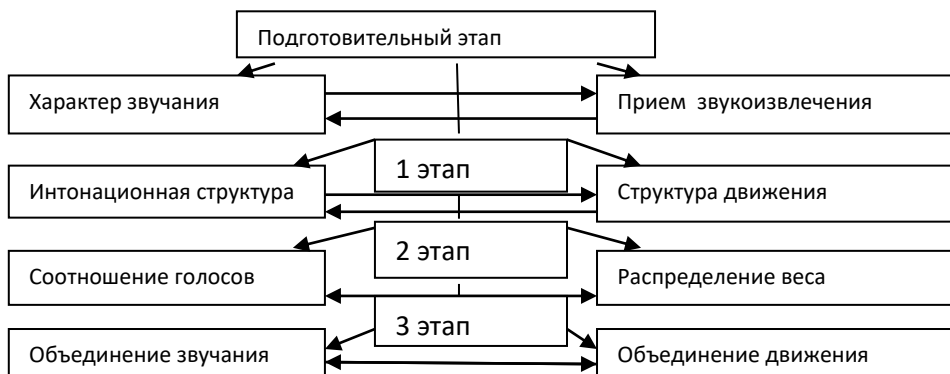 Подготовительный этап
Характер звучания
Прием звукоизвлечения
1 этап
Интонационная структура
Структура движения
2 этап
Соотношение голосов
Распределение веса
3 этап
Объединение звучания
Объединение движения